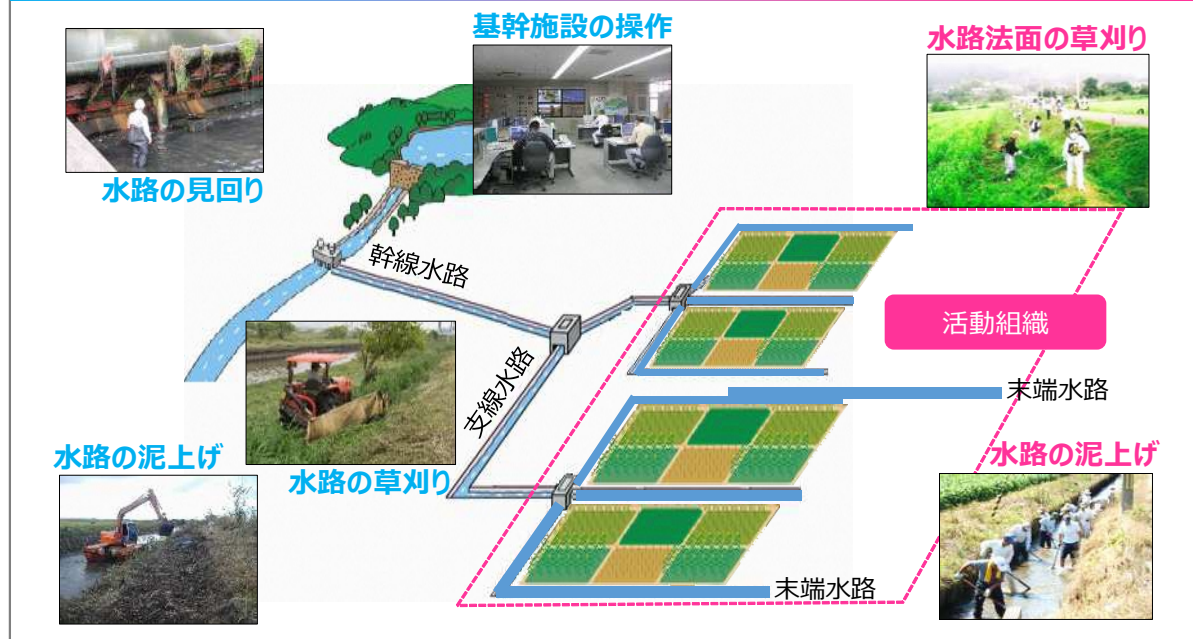 基幹施設の操作
水路法面の草刈り
水路の見回り
幹線水路
活動組織
支線水路
末端水路
水路の泥上げ
水路の草刈り
水路の泥上げ
末端水路